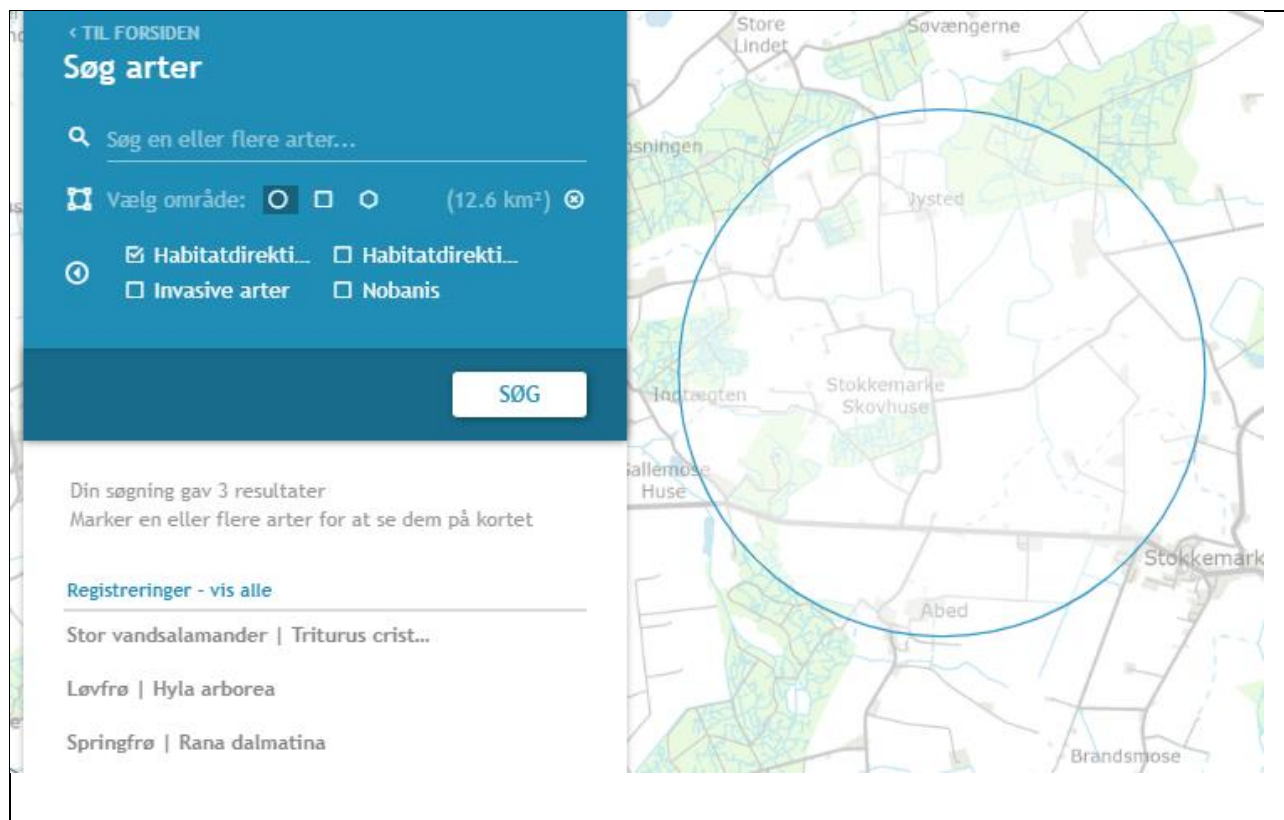 ‹ TIL FORSIDEN
Søg arter
Søg en eller flere arter...
Vælg område:
(12.6 km²)
Habitatdirekti...
Habitatdirekti...
Invasive arter
Nobanis
SØG
Din søgning gav 3 resultater
Marker en eller flere arter for at se dem på kortet
Registreringer - vis alle
Stor vandsalamander | Triturus crist...
Løvfrø | Hyla arborea
Springfrø | Rana dalmatina
Store
Lindet
Søvængerne
Jysted
Indtægten
Stokkemarke
Skovhuse
Huse
Stokkemark
Abed
Brandsmose